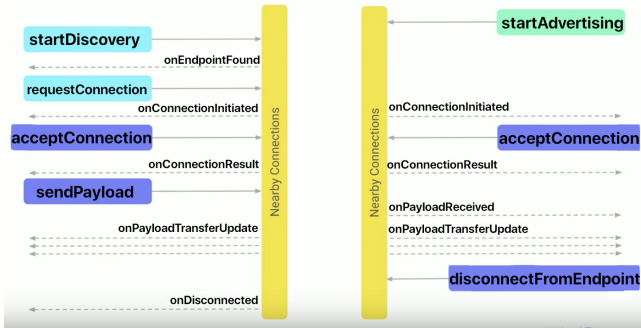 startDiscovery
onEndpointFound
requestConnection
onConnectionInitiated
acceptConnection
onConnectionResult
sendPayload
onPayloadTransferUpdate
onDisconnected
Nearby Connections
Nearby Connections
startAdvertising
onConnectionInitiated
acceptConnection
onConnectionResult
onPayloadReceived
onPayloadTransferUpdate
disconnectFromEndpoint